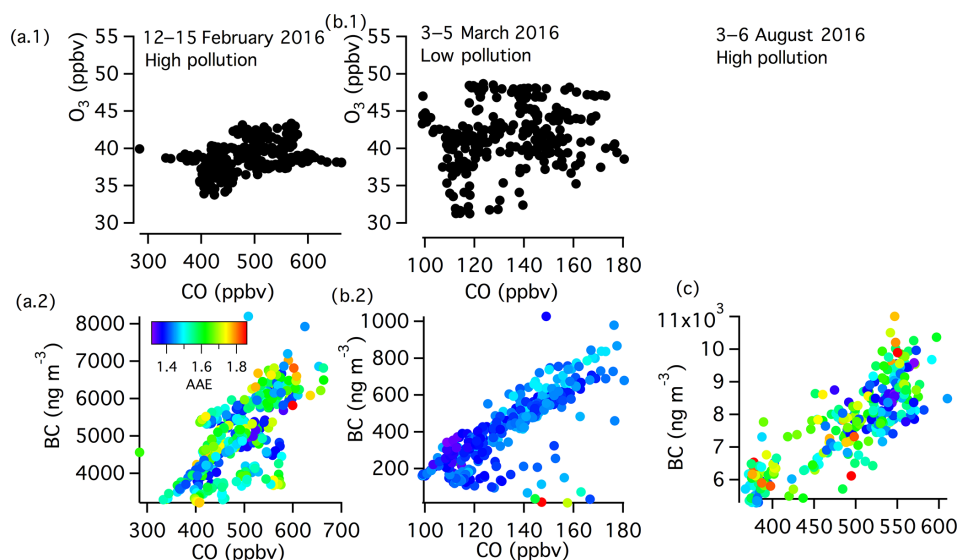 (a.1)
12–15 February 2016
High pollution
55
50
45
40
35
30
O3 (ppbv)
300 400 500 600
CO (ppbv)
(b.1)
3–5 March 2016
Low pollution
55
50
45
40
35
30
O3 (ppbv)
100 120 140 160 180
CO (ppbv)
3–6 August 2016
High pollution
(a.2)
8000
7000
6000
5000
4000
BC (ng m-3)
1.4 1.6 1.8
AAE
300 400 500 600 700
CO (ppbv)
(b.2)
1000
800
600
400
200
BC (ng m-3)
100 120 140 160 180
CO (ppbv)
(c)
11x10³
10
9
8
7
6
BC (ng m-3)
400 450 500 550 600